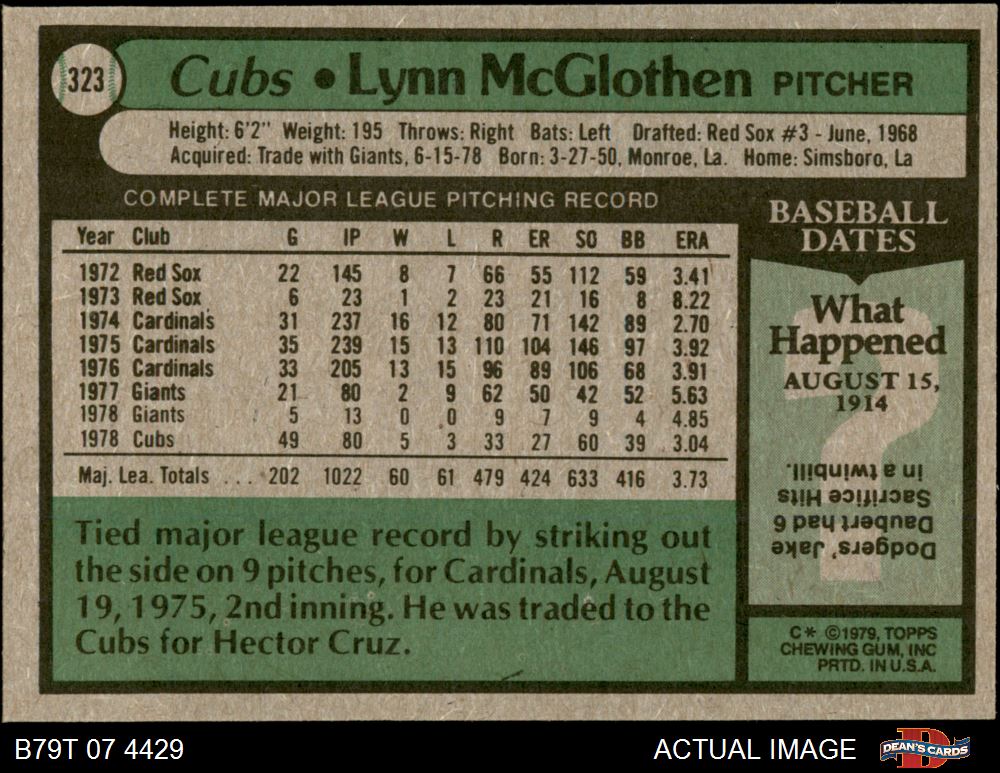 323
Cubs • Lynn McGlothen PITCHER
Height: 6'2" Weight: 195 Throws: Right Bats: Left Drafted: Red Sox #3 - June, 1968
Acquired: Trade with Giants, 6-15-78 Born: 3-27-50, Monroe, La. Home: Simsboro, La
COMPLETE MAJOR LEAGUE PITCHING RECORD
Year Club G IP W L R ER SO BB ERA
1972 Red Sox 22 145 8 7 66 55 112 59 3.41
1973 Red Sox 6 23 1 2 23 21 16 8 8.22
1974 Cardinals 31 237 16 12 80 71 142 89 2.70
1975 Cardinals 35 239 15 13 110 104 146 97 3.92
1976 Cardinals 33 205 13 15 96 89 106 68 3.91
1977 Giants 21 80 2 9 62 50 42 52 5.63
1978 Giants 5 13 0 0 9 7 9 4 4.85
1978 Cubs 49 80 5 3 33 27 60 39 3.04
Maj. Lea. Totals . . . 202 1022 60 61 479 424 633 416 3.73
Tied major league record by striking out
the side on 9 pitches, for Cardinals, August
19, 1975, 2nd inning. He was traded to the
Cubs for Hector Cruz.
BASEBALL
DATES
What
Happened
AUGUST 15,
1914
Dodgers' Jake
Daubert had 6
Sacrifice Hits
in a twinbill.
C* ©1979, TOPPS
CHEWING GUM, INC
PRTD. IN U.S.A.
B79T 07 4429
ACTUAL IMAGE
DEAN'S CARDS